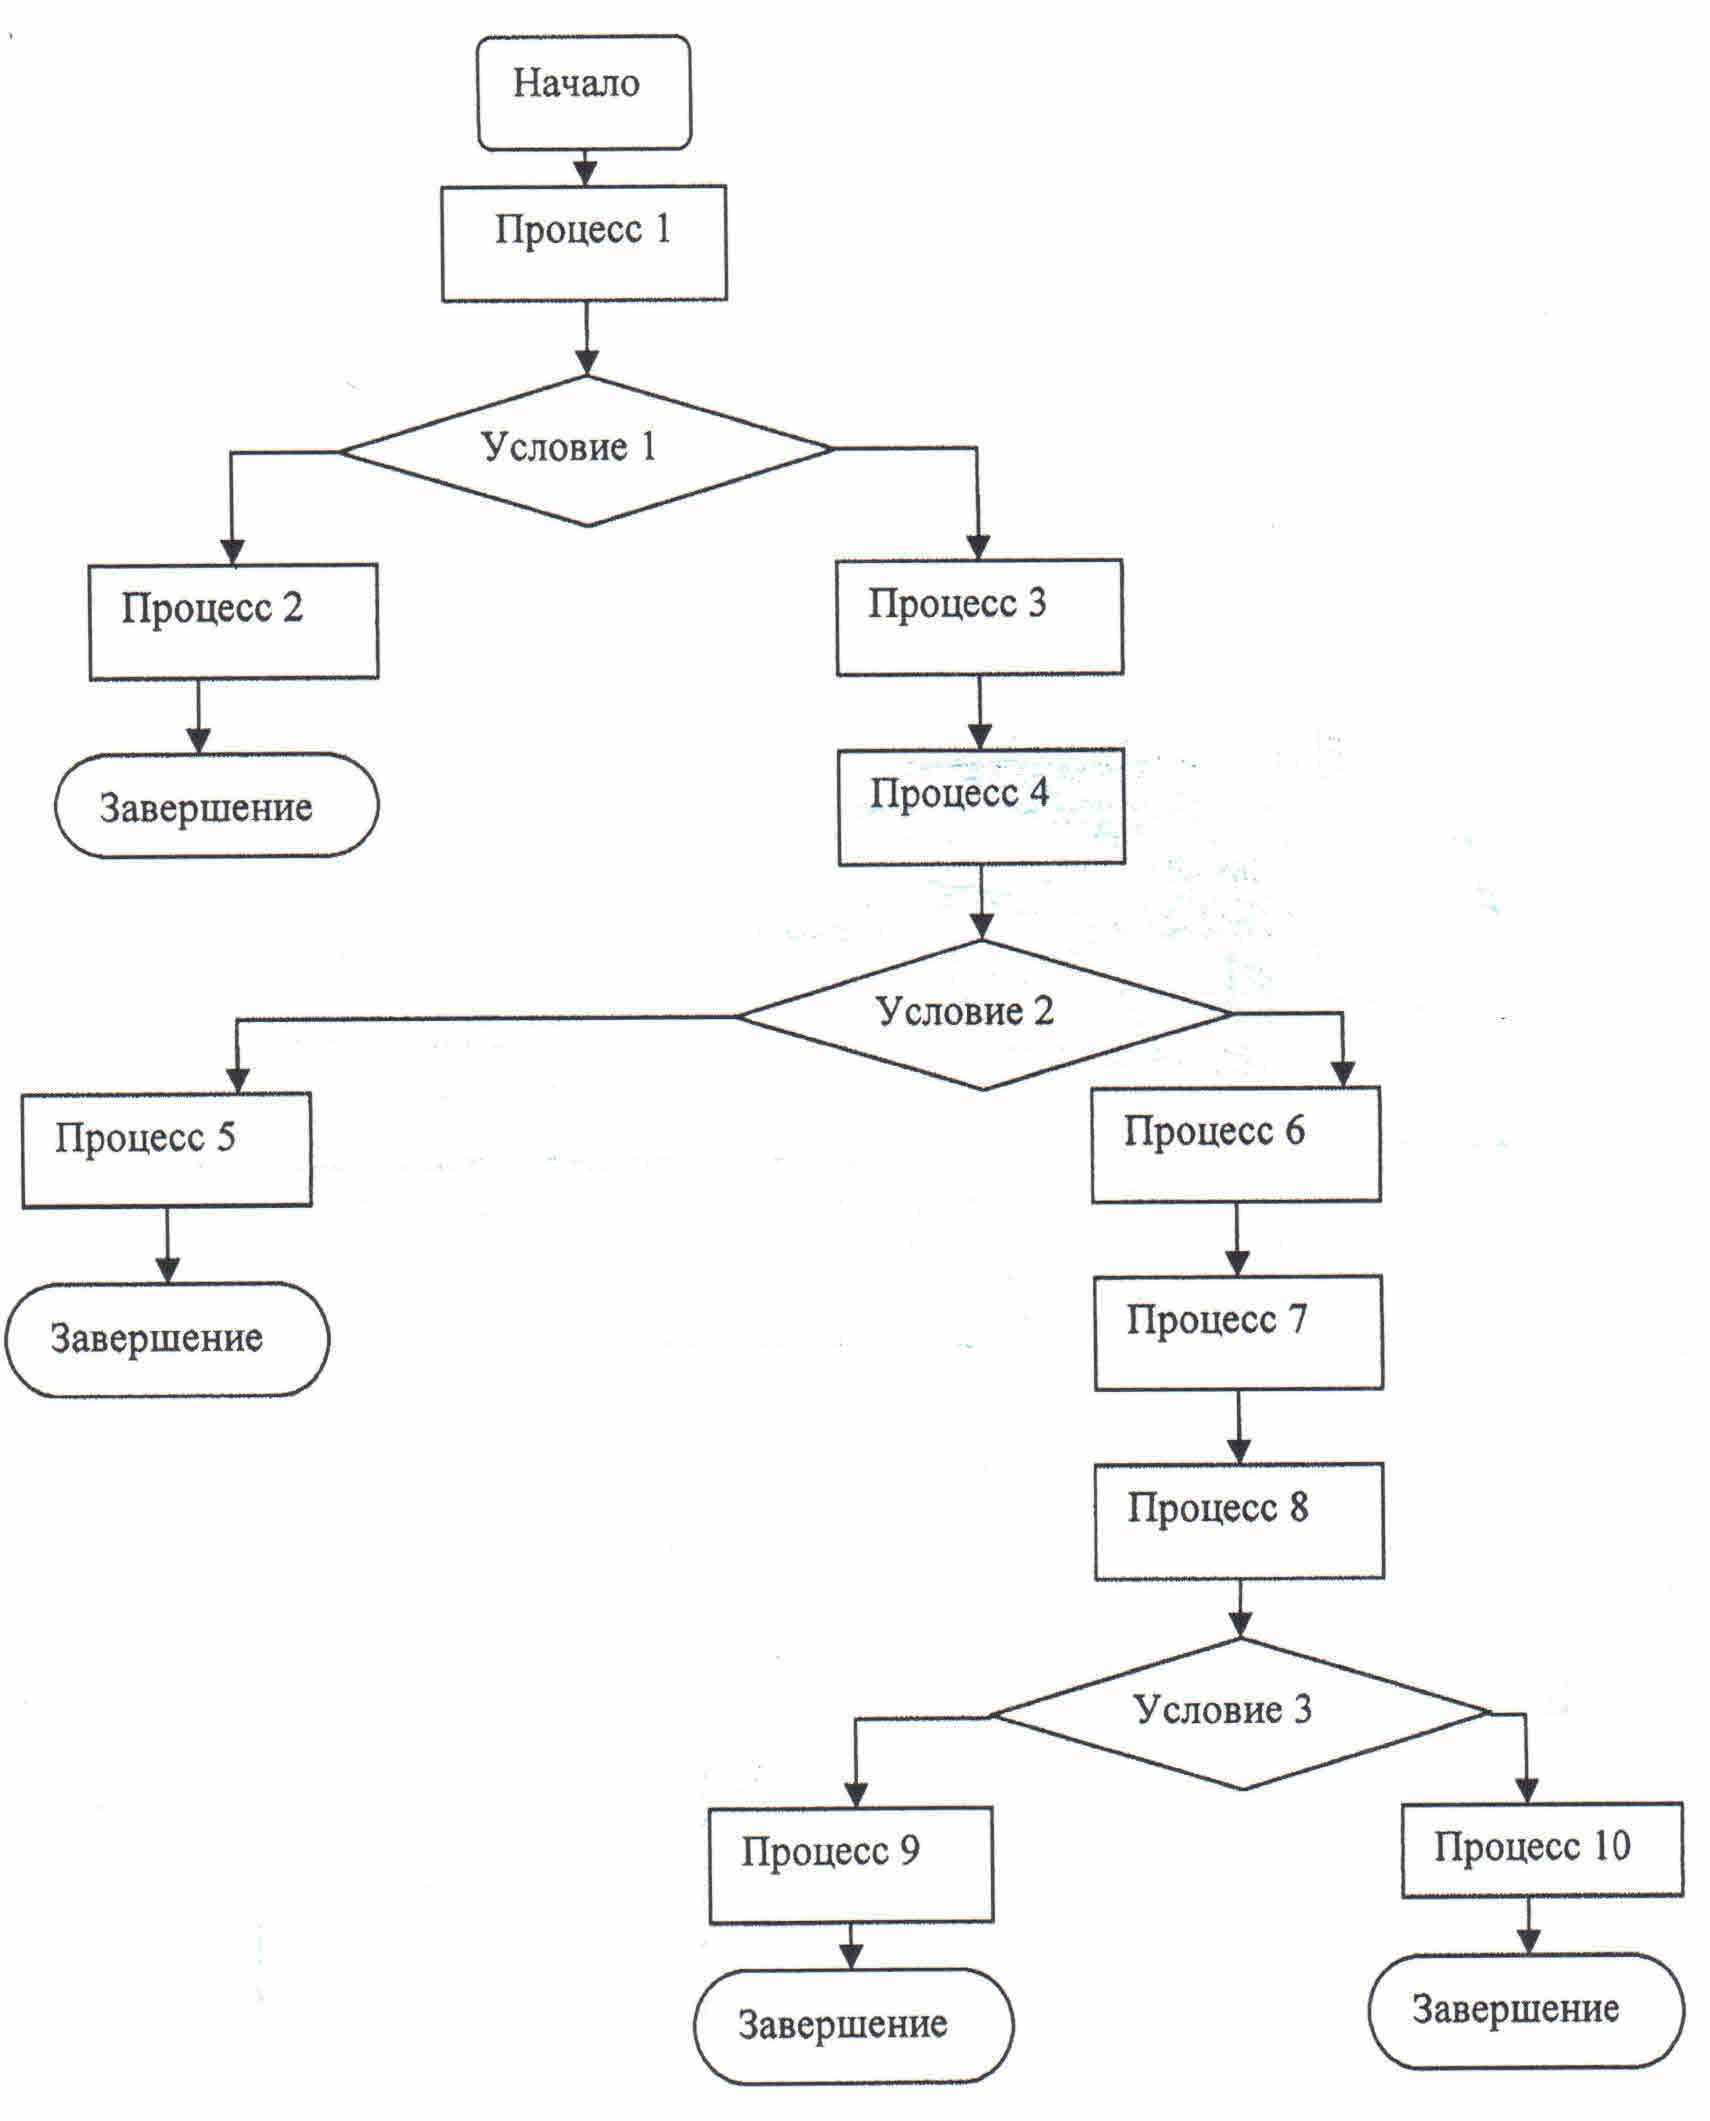 Начало
Процесс 1
Условие 1
Процесс 2
Процесс 3
Завершение
Процесс 4
Условие 2
Процесс 5
Процесс 6
Завершение
Процесс 7
Процесс 8
Условие 3
Процесс 9
Процесс 10
Завершение
Завершение